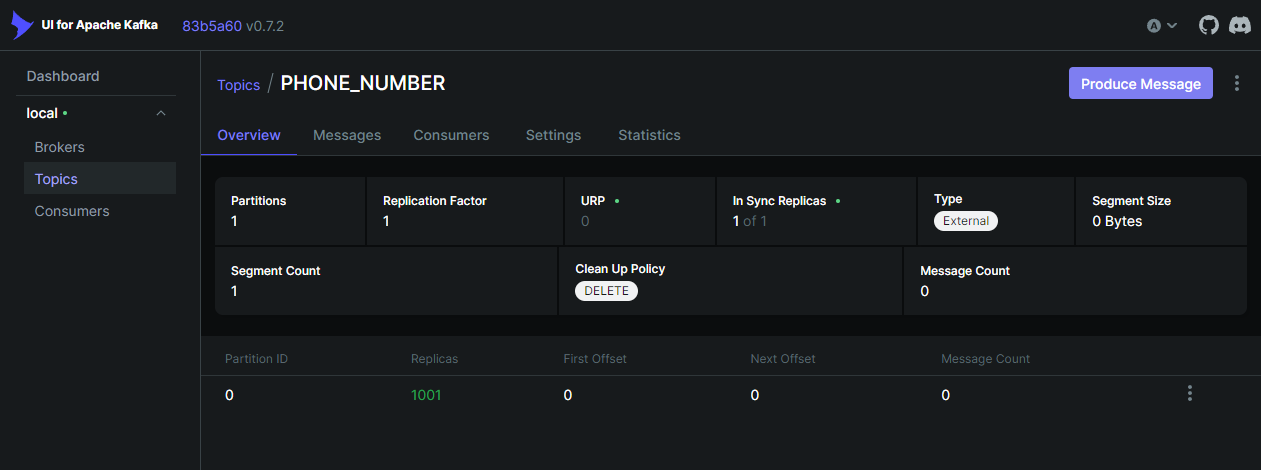 UI for Apache Kafka 83b5a60 v0.7.2 A
Dashboard
local
Brokers
Topics
Consumers
Topics / PHONE_NUMBER Produce Message
Overview Messages Consumers Settings Statistics
Partitions Replication Factor URP In Sync Replicas Type Segment Size
1 1 0 1 of 1 External 0 Bytes
Segment Count Clean Up Policy Message Count
1 DELETE 0
Partition ID Replicas First Offset Next Offset Message Count
0 1001 0 0 0